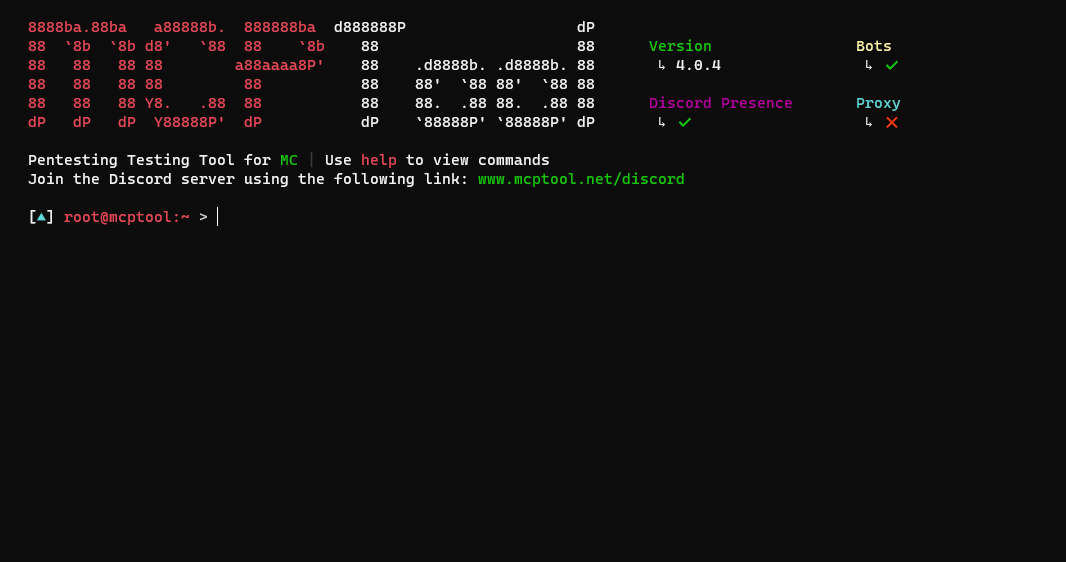 8888ba.88ba   a88888b.  888888ba  d888888P                   dP
88  `8b  `8b d8'   `88  88    `8b    88                      88      Version                Bots
88   88   88 88        a88aaaa8P'    88    .d8888b. .d8888b. 88       ↳ 4.0.4                ↳ ✓
88   88   88 88         88           88    88'  `88 88'  `88 88
88   88   88 Y8.   .88  88           88    88.  .88 88.  .88 88      Discord Presence       Proxy
dP   dP   dP  Y88888P'  dP           dP    `88888P' `88888P' dP       ↳ ✓                    ↳ ✕
Pentesting Testing Tool for MC | Use help to view commands
Join the Discord server using the following link: www.mcptool.net/discord
[▲] root@mcptool:~ >